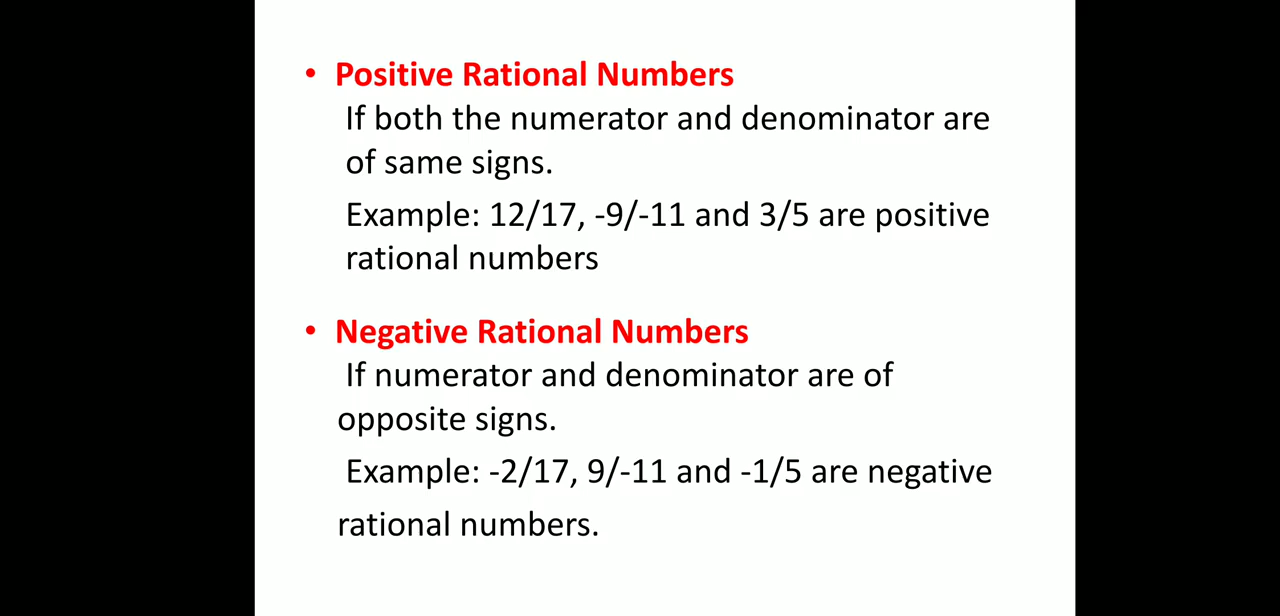 • Positive Rational Numbers
If both the numerator and denominator are
of same signs.
Example: 12/17, -9/-11 and 3/5 are positive
rational numbers
• Negative Rational Numbers
If numerator and denominator are of
opposite signs.
Example: -2/17, 9/-11 and -1/5 are negative
rational numbers.